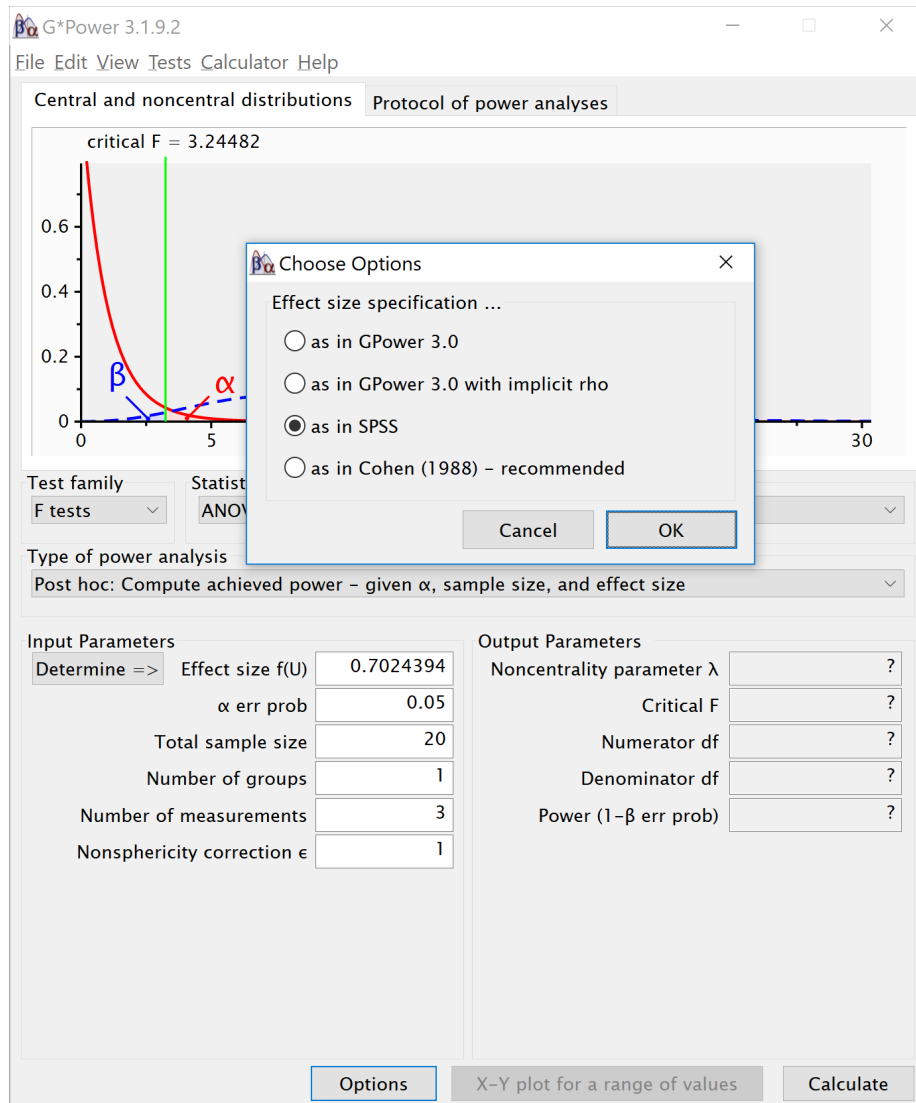 G*Power 3.1.9.2
File Edit View Tests Calculator Help
Central and noncentral distributions Protocol of power analyses
critical F = 3.24482
0.6
0.4
0.2
0
β
α
0 5 30
βα Choose Options
Effect size specification ...
as in GPower 3.0
as in GPower 3.0 with implicit rho
as in SPSS
as in Cohen (1988) – recommended
Cancel OK
Test family Statist
F tests ANOV
Type of power analysis
Post hoc: Compute achieved power – given α, sample size, and effect size
Input Parameters Output Parameters
Determine => Effect size f(U) 0.7024394 Noncentrality parameter λ ?
α err prob 0.05 Critical F ?
Total sample size 20 Numerator df ?
Number of groups 1 Denominator df ?
Number of measurements 3 Power (1–β err prob) ?
Nonsphericity correction ϵ 1
Options X–Y plot for a range of values Calculate